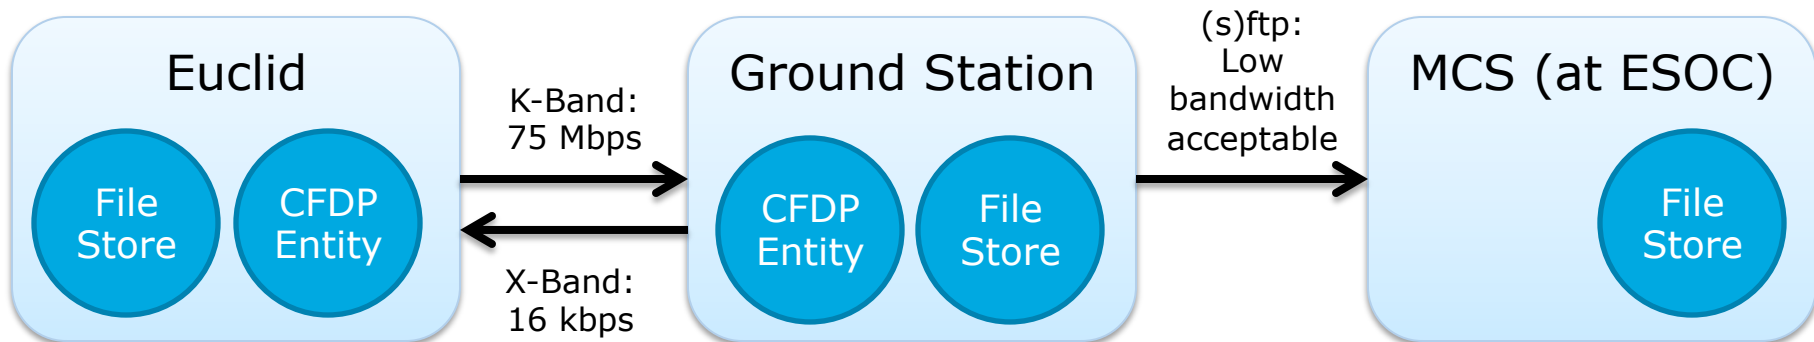 Euclid
File
Store
CFDP
Entity
K-Band:
75 Mbps
X-Band:
16 kbps
Ground Station
CFDP
Entity
File
Store
(s)ftp:
Low
bandwidth
acceptable
MCS (at ESOC)
File
Store